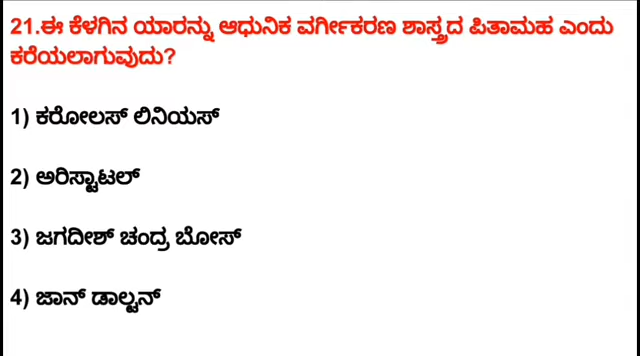 21.ಈ ಕೆಳಗಿನ ಯಾರನ್ನು ಆಧುನಿಕ ವರ್ಗೀಕರಣ ಶಾಸ್ತ್ರದ ಪಿತಾಮಹ ಎಂದು
ಕರೆಯಲಾಗುವುದು?
1) ಕರೋಲಸ್ ಲಿನಿಯಸ್
2) ಅರಿಸ್ಟಾಟಲ್
3) ಜಗದೀಶ್ ಚಂದ್ರ ಬೋಸ್
4) ಜಾನ್ ಡಾಲ್ಟನ್